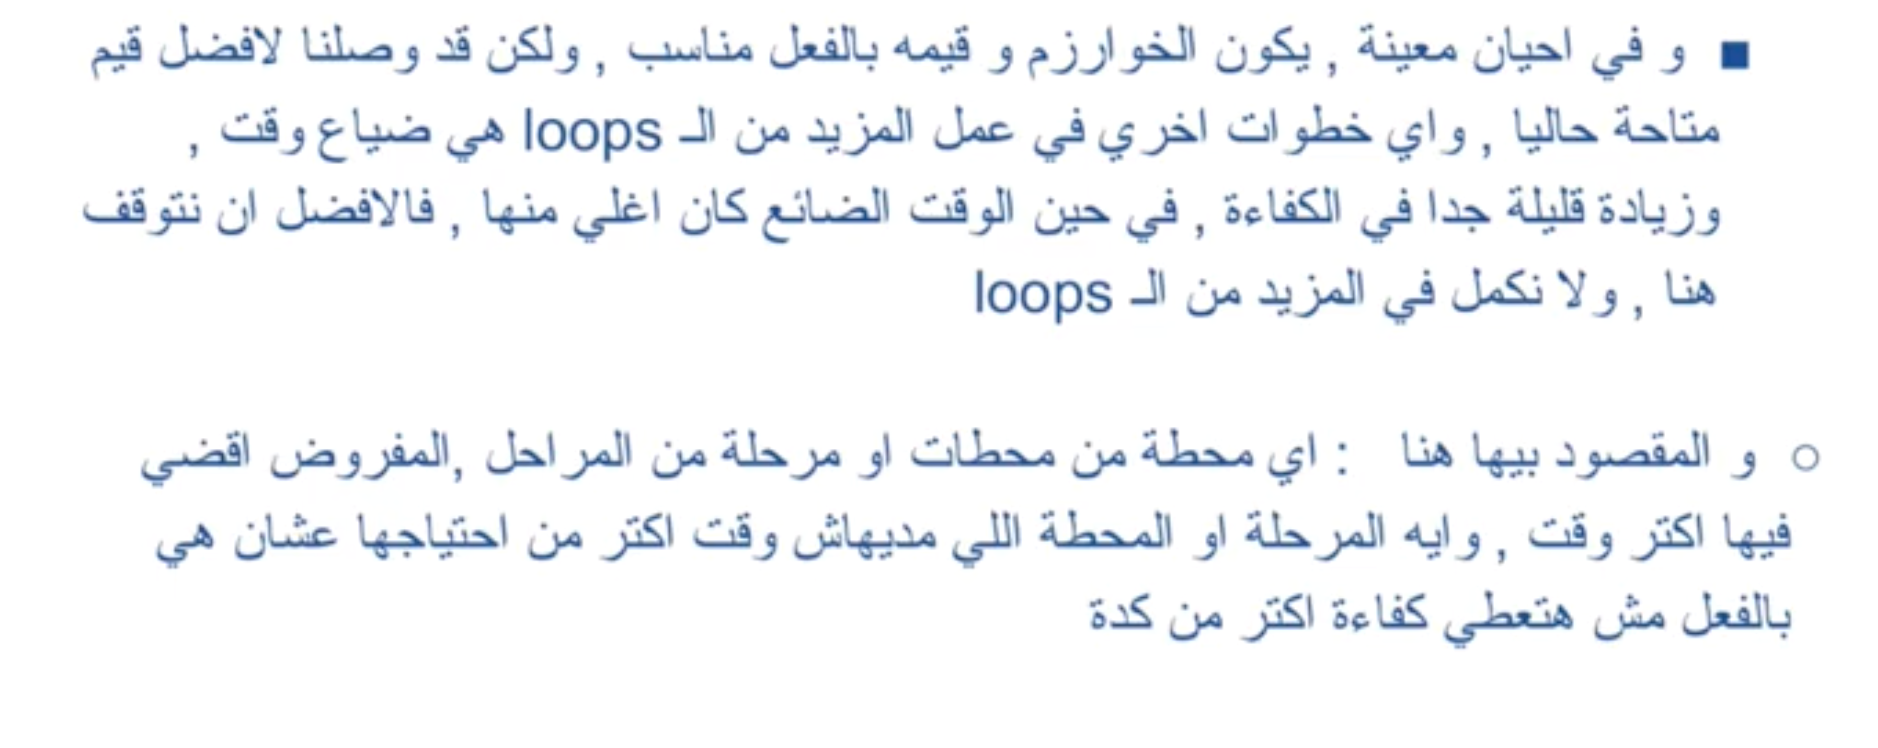 ■ و في احيان معينة , يكون الخوارزم و قيمه بالفعل مناسب , ولكن قد وصلنا لافضل قيم
متاحة حاليا , واي خطوات اخري في عمل المزيد من الـ loops هي ضياع وقت ,
وزيادة قليلة جدا في الكفاءة , في حين الوقت الضائع كان اغلي منها , فالافضل ان نتوقف
هنا , ولا نكمل في المزيد من الـ loops
○ و المقصود بيها هنا : اي محطة من محطات او مرحلة من المراحل ,المفروض اقضي
فيها اكتر وقت , وايه المرحلة او المحطة اللي مديهاش وقت اكتر من احتياجها عشان هي
بالفعل مش هتعطي كفاءة اكتر من كدة